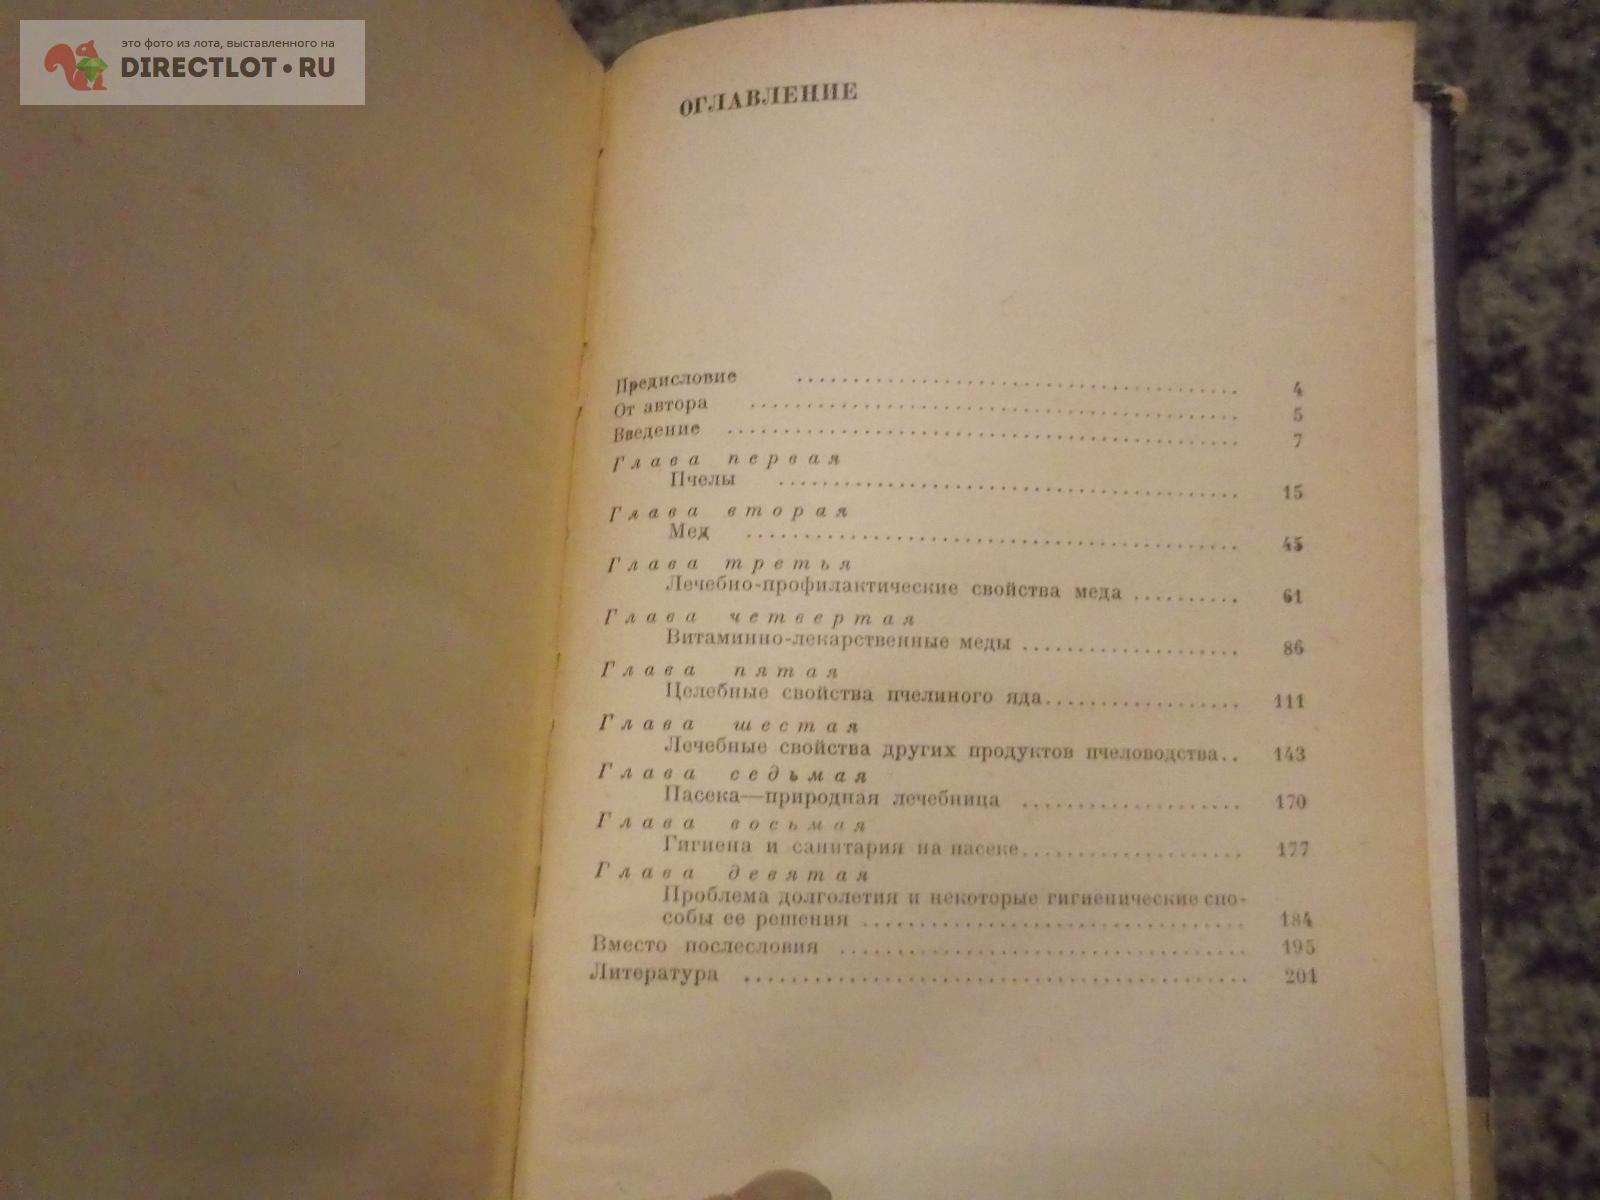 это фото из лота, выставленного на
DIRECTLOT•RU
ОГЛАВЛЕНИЕ
Предисловие .......... 4
От автора .......... 5
Введение .......... 7
Глава первая
Пчелы .......... 15
Глава вторая
Мед .......... 45
Глава третья
Лечебно-профилактические свойства меда .......... 61
Глава четвертая
Витаминно-лекарственные меды .......... 86
Глава пятая
Целебные свойства пчелиного яда .......... 111
Глава шестая
Лечебные свойства других продуктов пчеловодства .. 143
Глава седьмая
Пасека—природная лечебница .......... 170
Глава восьмая
Гигиена и санитария на пасеке .......... 177
Глава девятая
Проблема долголетия и некоторые гигиенические спо-
собы ее решения .......... 184
Вместо послесловия .......... 195
Литература .......... 201